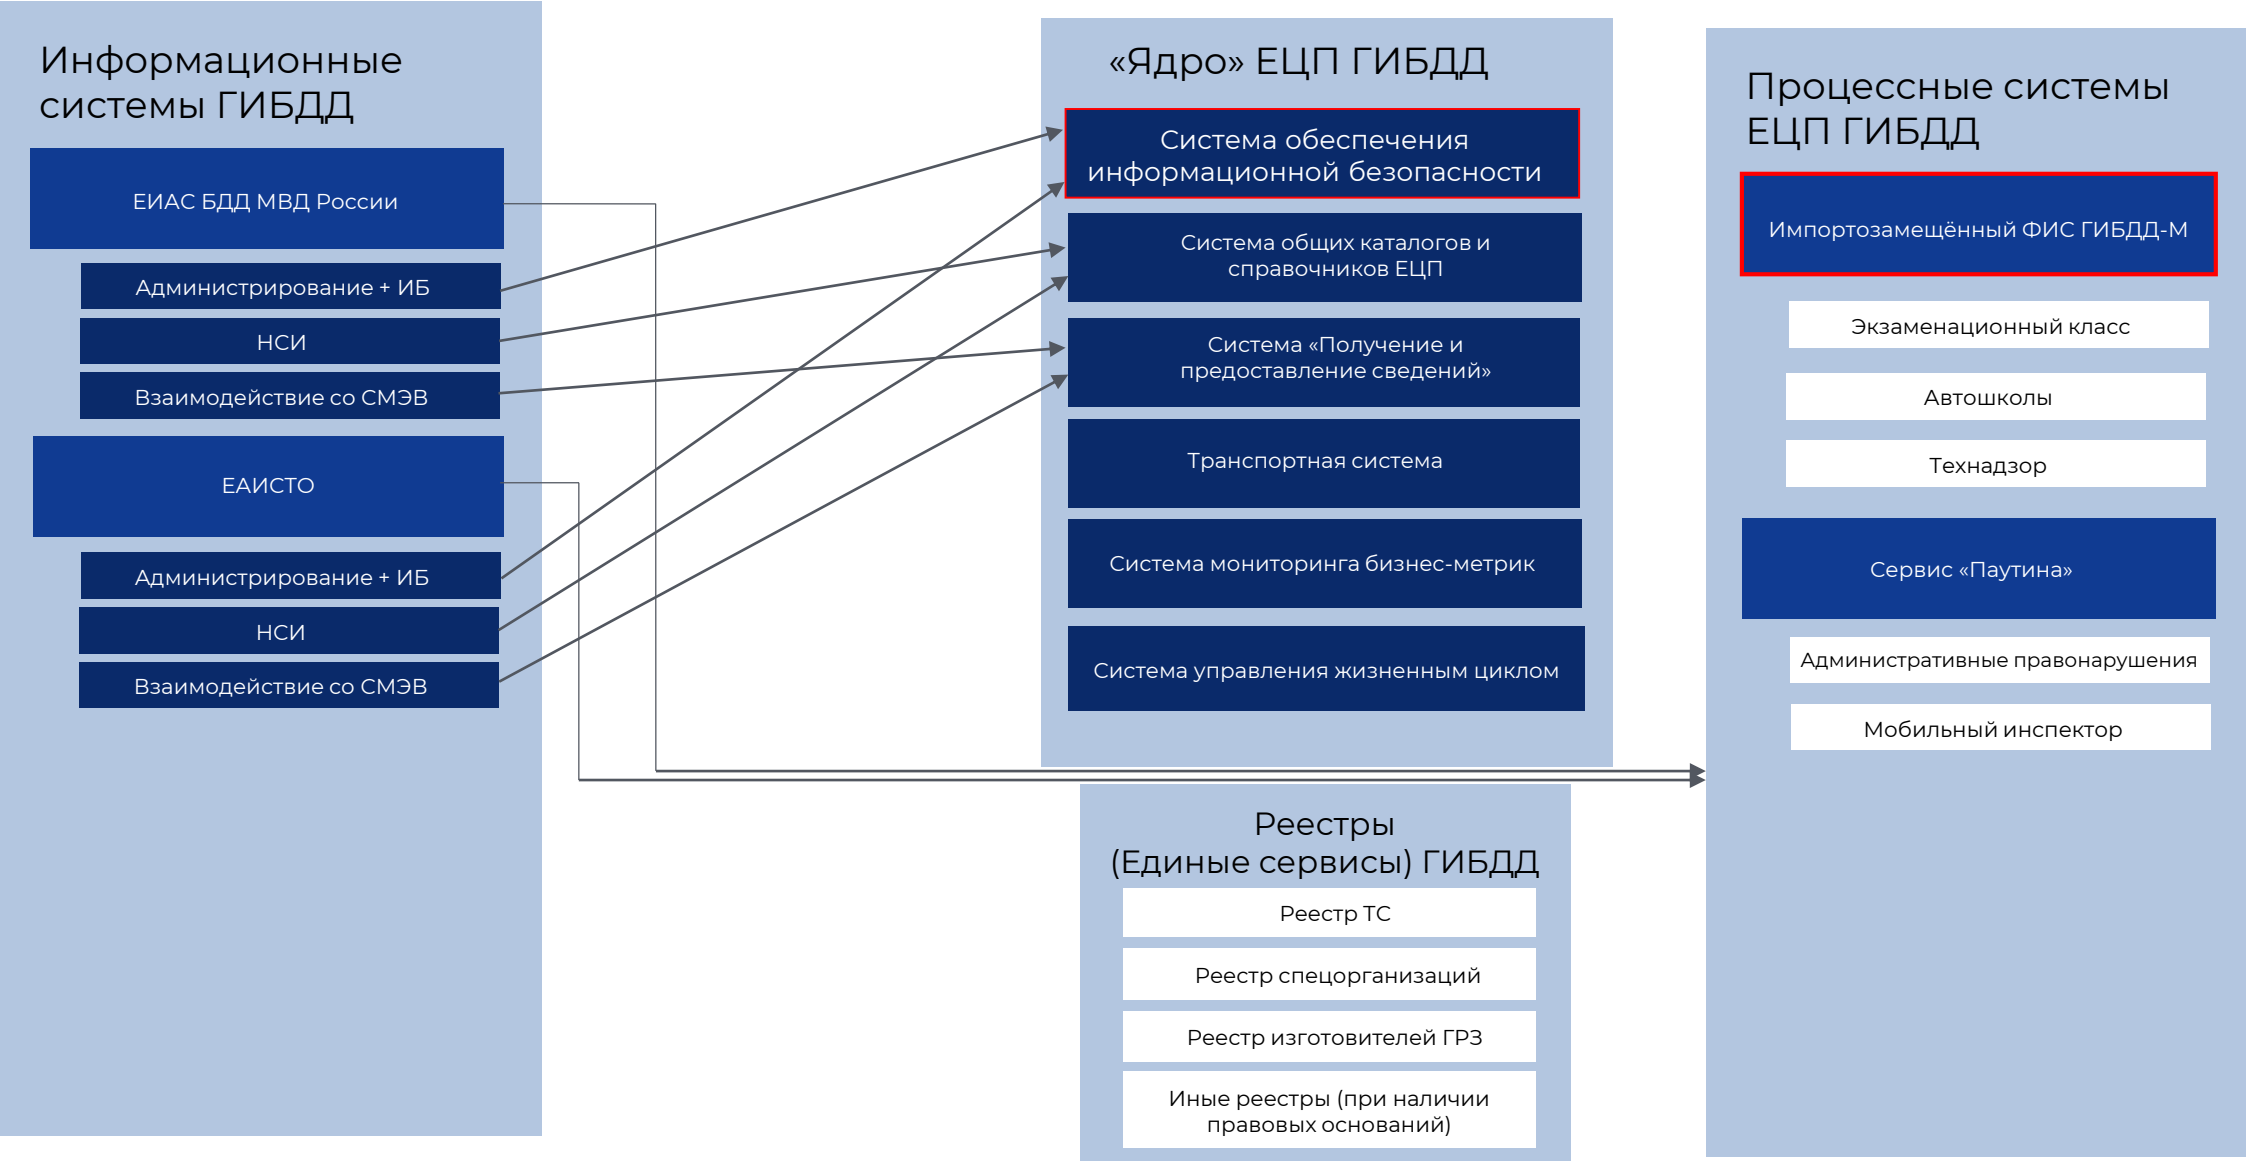 Информационные
системы ГИБДД
ЕИАС БДД МВД России
Администрирование + ИБ
НСИ
Взаимодействие со СМЭВ
ЕАИСТО
Администрирование + ИБ
НСИ
Взаимодействие со СМЭВ
«Ядро» ЕЦП ГИБДД
Система обеспечения
информационной безопасности
Система общих каталогов и
справочников ЕЦП
Система «Получение и
предоставление сведений»
Транспортная система
Система мониторинга бизнес-метрик
Система управления жизненным циклом
Реестры
(Единые сервисы) ГИБДД
Реестр ТС
Реестр спецорганизаций
Реестр изготовителей ГРЗ
Иные реестры (при наличии
правовых оснований)
Процессные системы
ЕЦП ГИБДД
Импортозамещённый ФИС ГИБДД-М
Экзаменационный класс
Автошколы
Технадзор
Сервис «Паутина»
Административные правонарушения
Мобильный инспектор